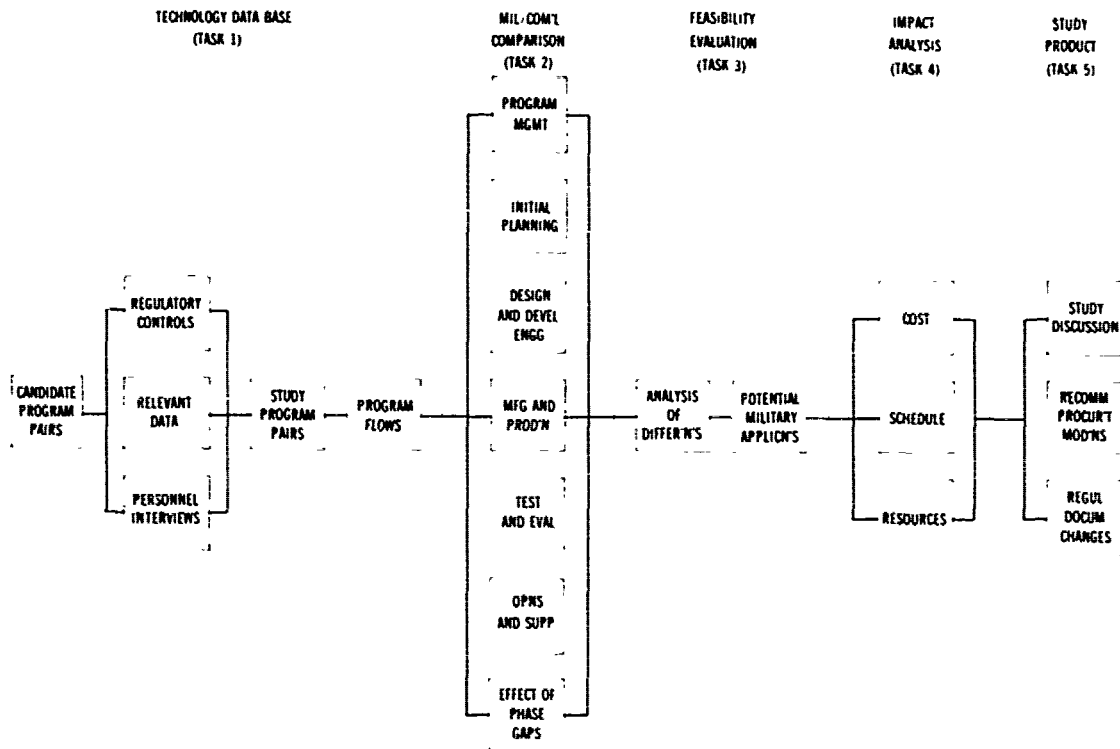 TECHNOLOGY DATA BASE
(TASK 1)
MIL/COM'L
COMPARISON
(TASK 2)
FEASIBILITY
EVALUATION
(TASK 3)
IMPACT
ANALYSIS
(TASK 4)
STUDY
PRODUCT
(TASK 5)
CANDIDATE
PROGRAM
PAIRS
REGULATORY
CONTROLS
RELEVANT
DATA
PERSONNEL
INTERVIEWS
STUDY
PROGRAM
PAIRS
PROGRAM
FLOWS
PROGRAM
MGMT
INITIAL
PLANNING
DESIGN
AND DEVEL
ENGG
MFG AND
PROD'N
TEST
AND EVAL
OPNS
AND SUPP
EFFECT OF
PHASE
GAPS
ANALYSIS
OF
DIFFER'N'S
POTENTIAL
MILITARY
APPLICN'S
COST
SCHEDULE
RESOURCES
STUDY
DISCUSSION
RECOMM
PROCUR'T
MOD'NS
REGUL
DOCUM
CHANGES